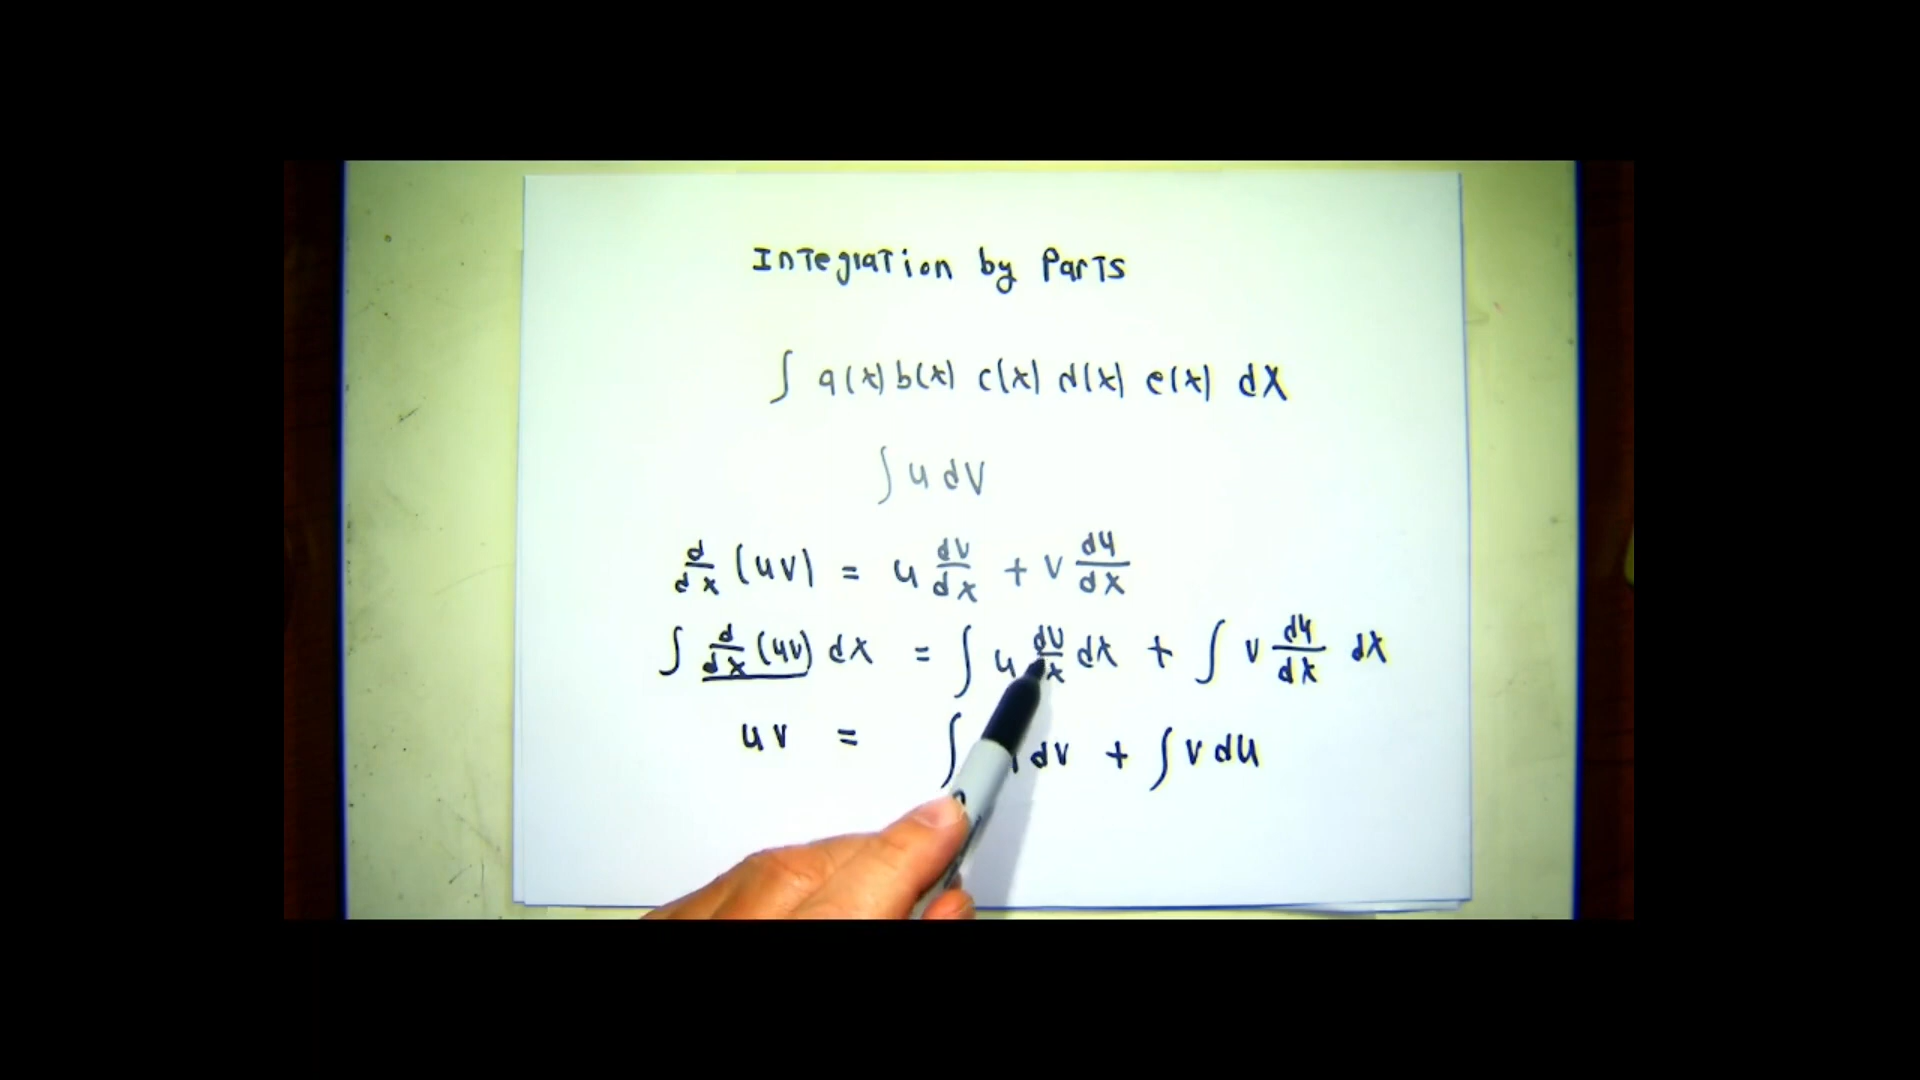 Integration by Parts
∫ a(x) b(x) c(x) d(x) e(x) dx
∫ u dv
d/dx (uv) = u dv/dx + v du/dx
∫ d/dx (uv) dx = ∫ u dv/dx dx + ∫ v du/dx dx
uv = ∫ u dv + ∫ v du